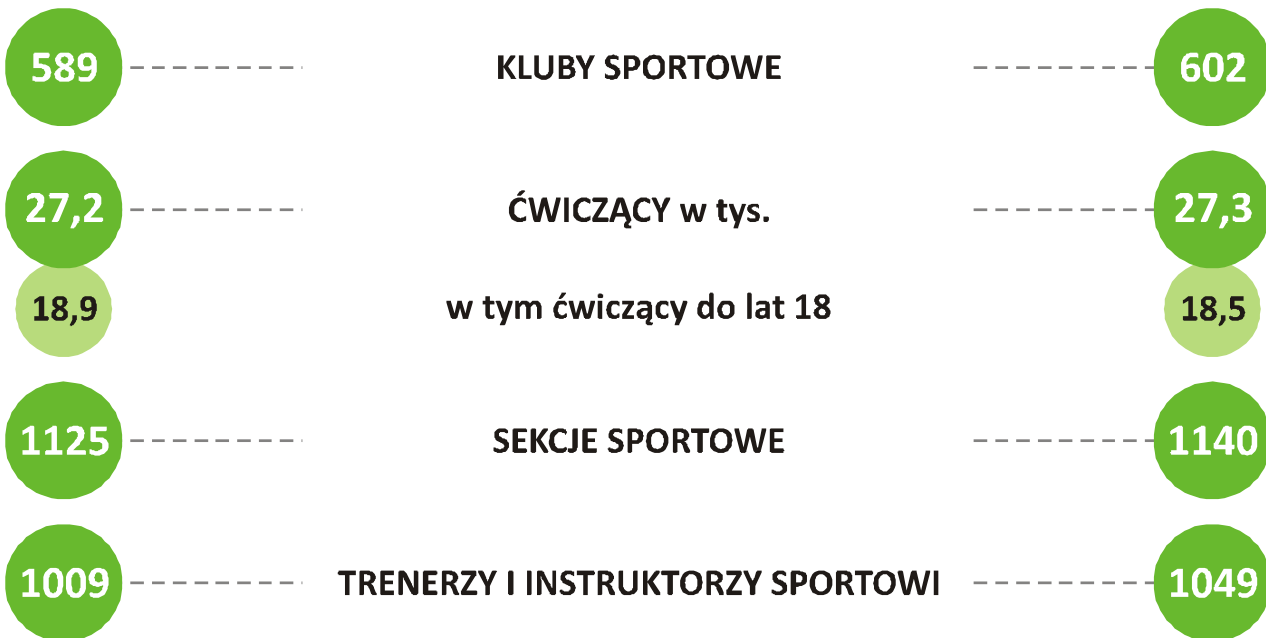 589 KLUBY SPORTOWE 602
27,2 ĆWICZĄCY w tys. 27,3
18,9 w tym ćwiczący do lat 18 18,5
1125 SEKCJE SPORTOWE 1140
1009 TRENERZY I INSTRUKTORZY SPORTOWI 1049